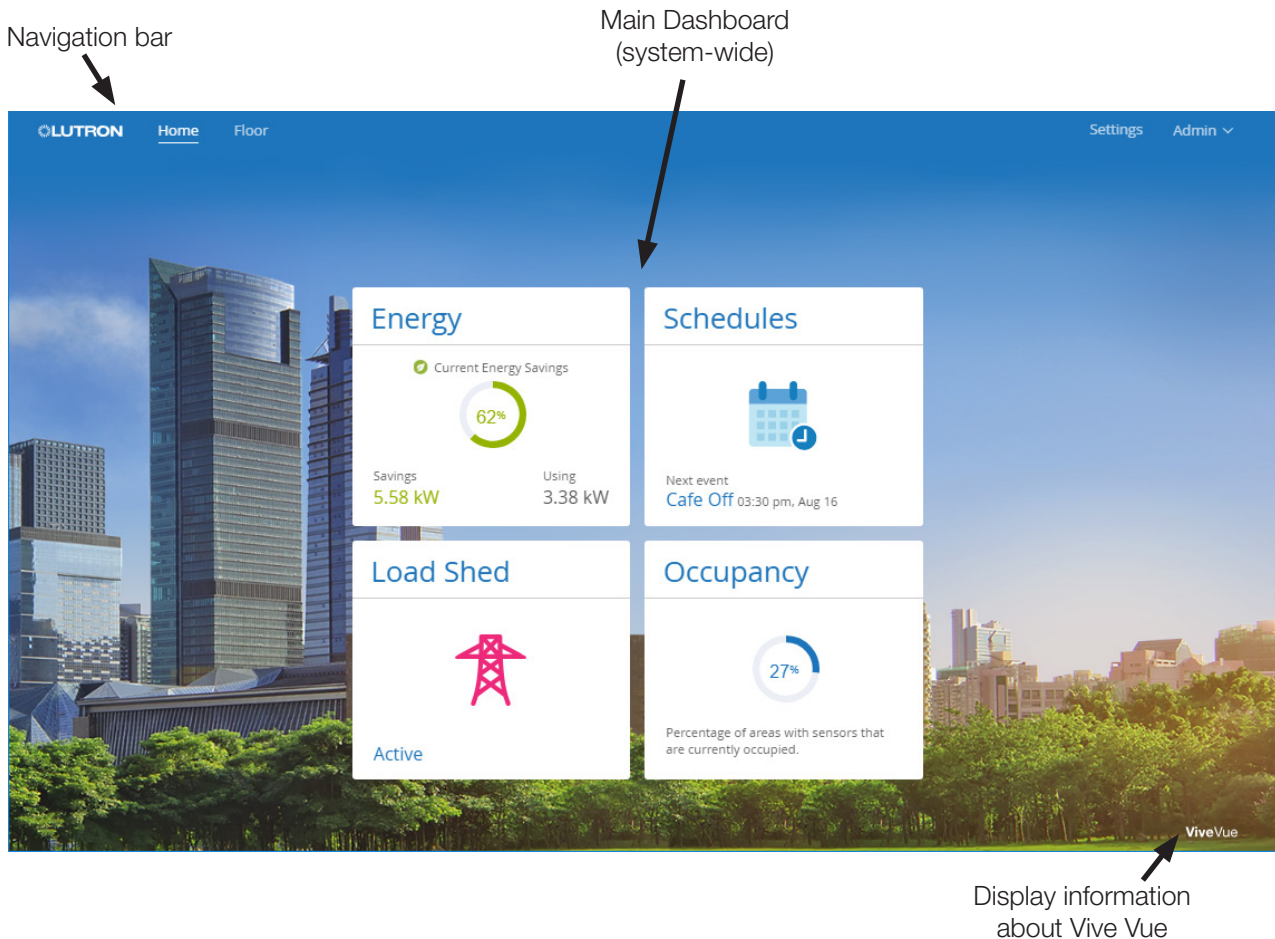 Main Dashboard
(system-wide)
Navigation bar
LUTRON Home Floor Settings Admin
Energy
Current Energy Savings
62%
Savings Using
5.58 kW 3.38 kW
Schedules
Next event
Cafe Off 03:30 pm, Aug 16
Load Shed
Active
Occupancy
27%
Percentage of areas with sensors that
are currently occupied.
ViveVue
Display information
about Vive Vue